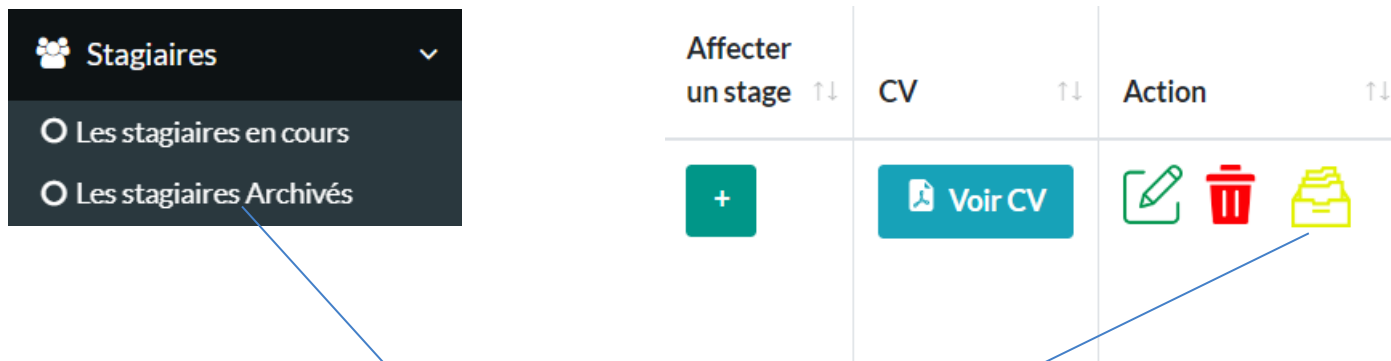 Stagiaires
Les stagiaires en cours
Les stagiaires Archivés
Affecter
un stage
CV
Action
+
Voir CV